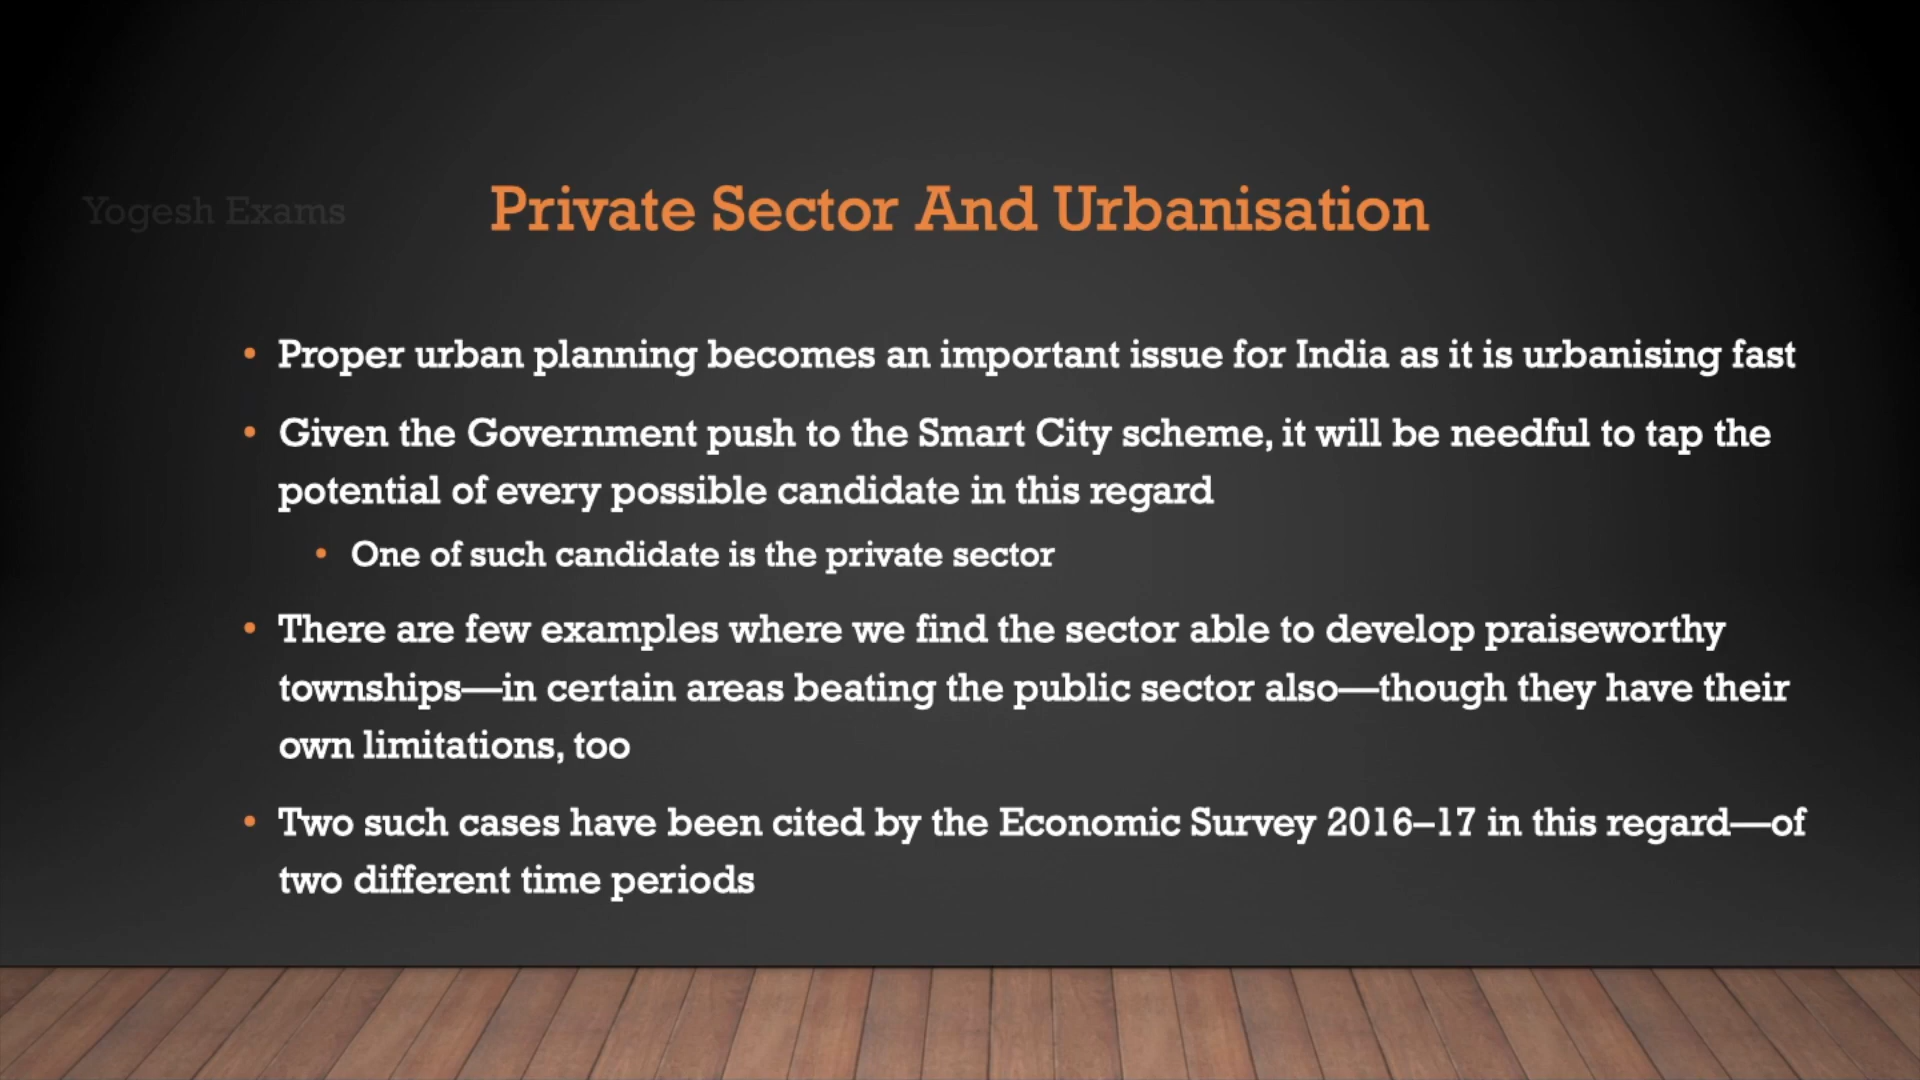 Yogesh Exams
Private Sector And Urbanisation
• Proper urban planning becomes an important issue for India as it is urbanising fast
• Given the Government push to the Smart City scheme, it will be needful to tap the
potential of every possible candidate in this regard
• One of such candidate is the private sector
• There are few examples where we find the sector able to develop praiseworthy
townships—in certain areas beating the public sector also—though they have their
own limitations, too
• Two such cases have been cited by the Economic Survey 2016–17 in this regard—of
two different time periods